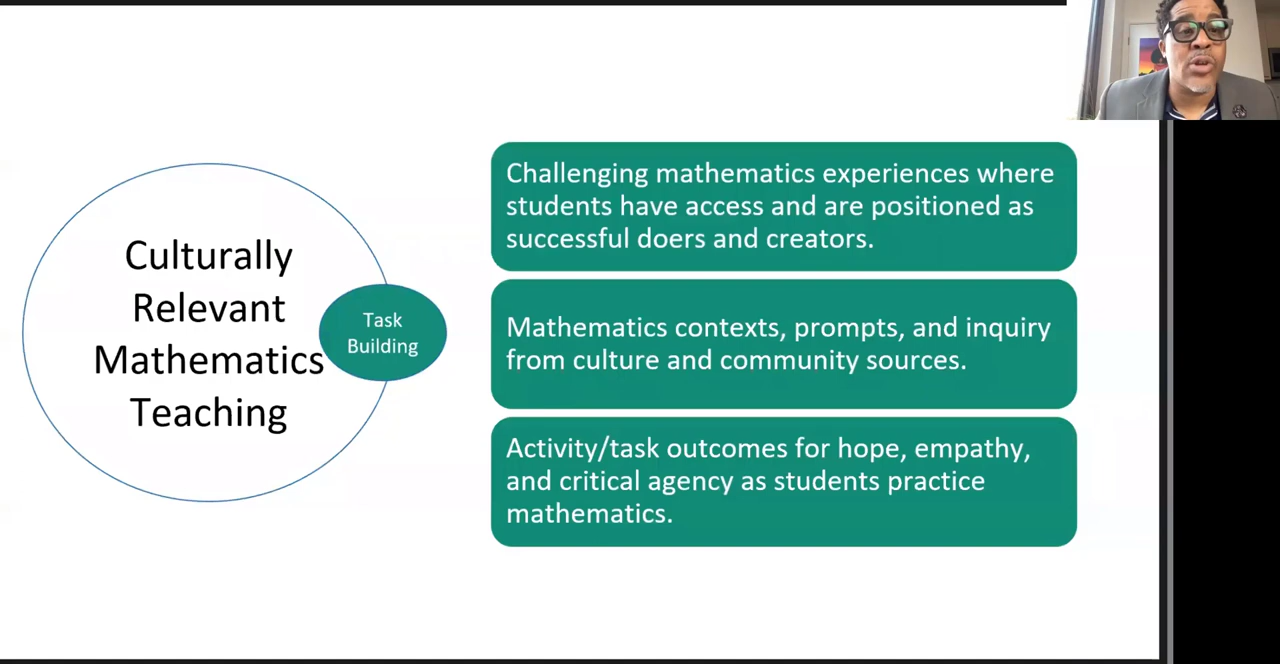 Culturally
Relevant
Mathematics
Teaching
Task
Building
Challenging mathematics experiences where
students have access and are positioned as
successful doers and creators.
Mathematics contexts, prompts, and inquiry
from culture and community sources.
Activity/task outcomes for hope, empathy,
and critical agency as students practice
mathematics.